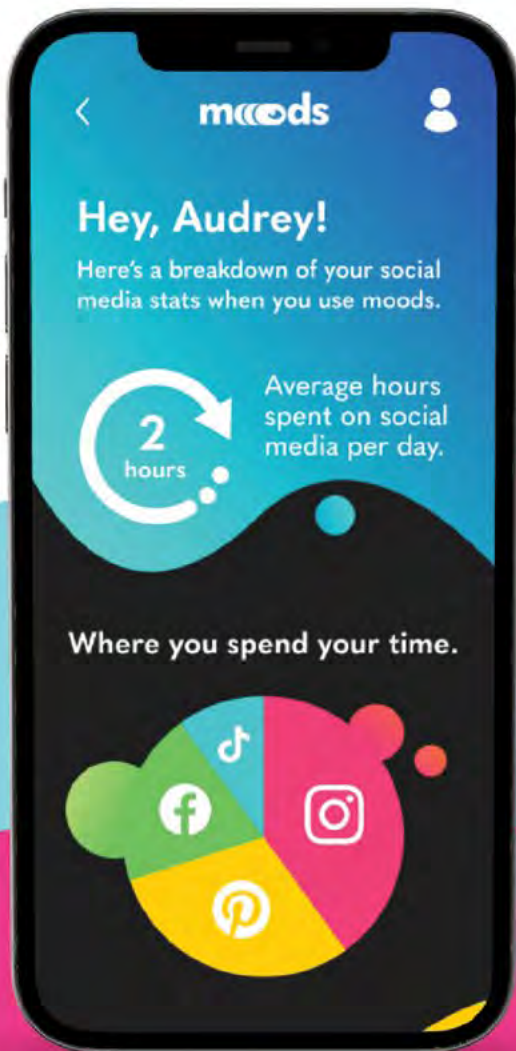 moods
Hey, Audrey!
Here's a breakdown of your social
media stats when you use moods.
2
hours
Average hours
spent on social
media per day.
Where you spend your time.